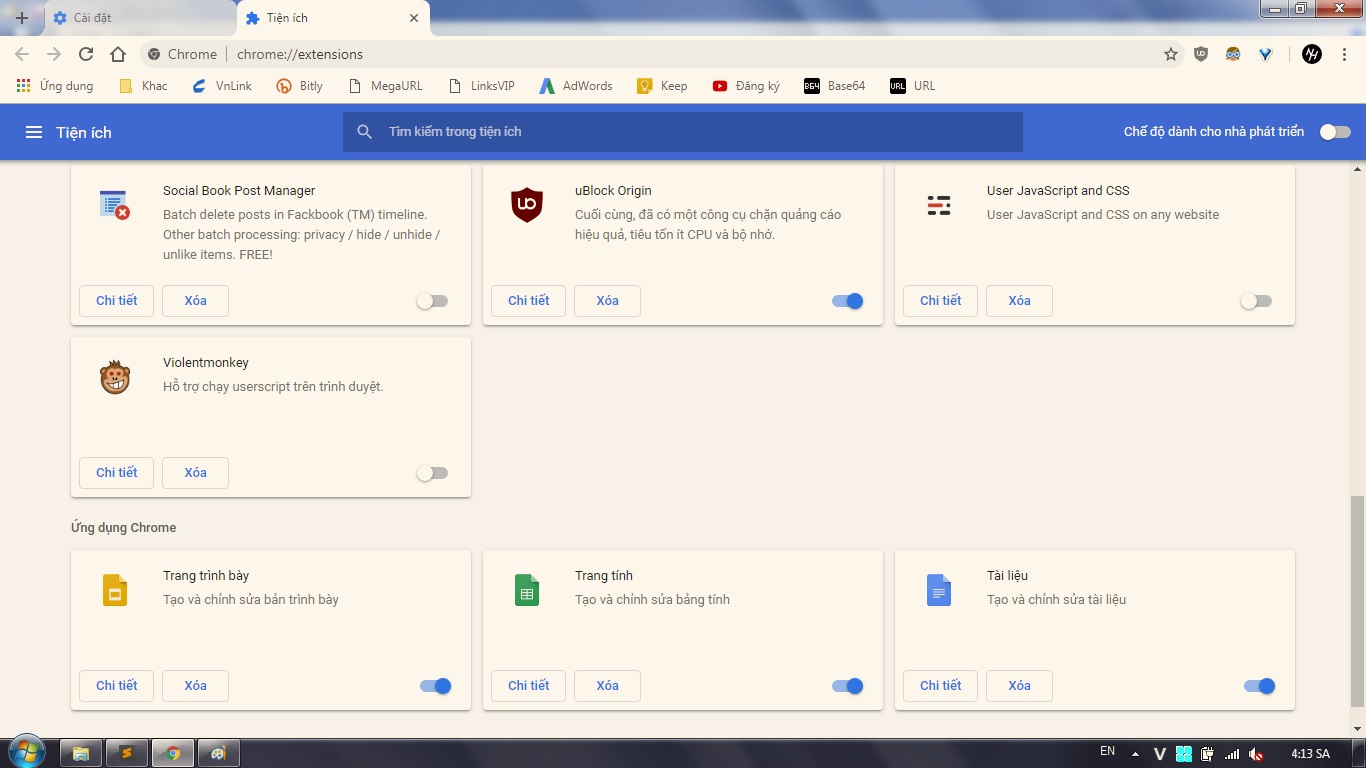 Cài đặt
Tiện ích
Chrome
chrome://extensions
Ứng dụng
Khac
VnLink
Bitly
MegaURL
LinksVIP
AdWords
Keep
Đăng ký
B64
Base64
URL
URL
Tiện ích
Tìm kiếm trong tiện ích
Chế độ dành cho nhà phát triển
Social Book Post Manager
Batch delete posts in Fackbook (TM) timeline.
Other batch processing: privacy / hide / unhide /
unlike items. FREE!
Chi tiết
Xóa
uBlock Origin
Cuối cùng, đã có một công cụ chặn quảng cáo
hiệu quả, tiêu tốn ít CPU và bộ nhớ.
Chi tiết
Xóa
User JavaScript and CSS
User JavaScript and CSS on any website
Chi tiết
Xóa
Violentmonkey
Hỗ trợ chạy userscript trên trình duyệt.
Chi tiết
Xóa
Ứng dụng Chrome
Trang trình bày
Tạo và chỉnh sửa bản trình bày
Chi tiết
Xóa
Trang tính
Tạo và chỉnh sửa bảng tính
Chi tiết
Xóa
Tài liệu
Tạo và chỉnh sửa tài liệu
Chi tiết
Xóa
EN
V
4:13 SA